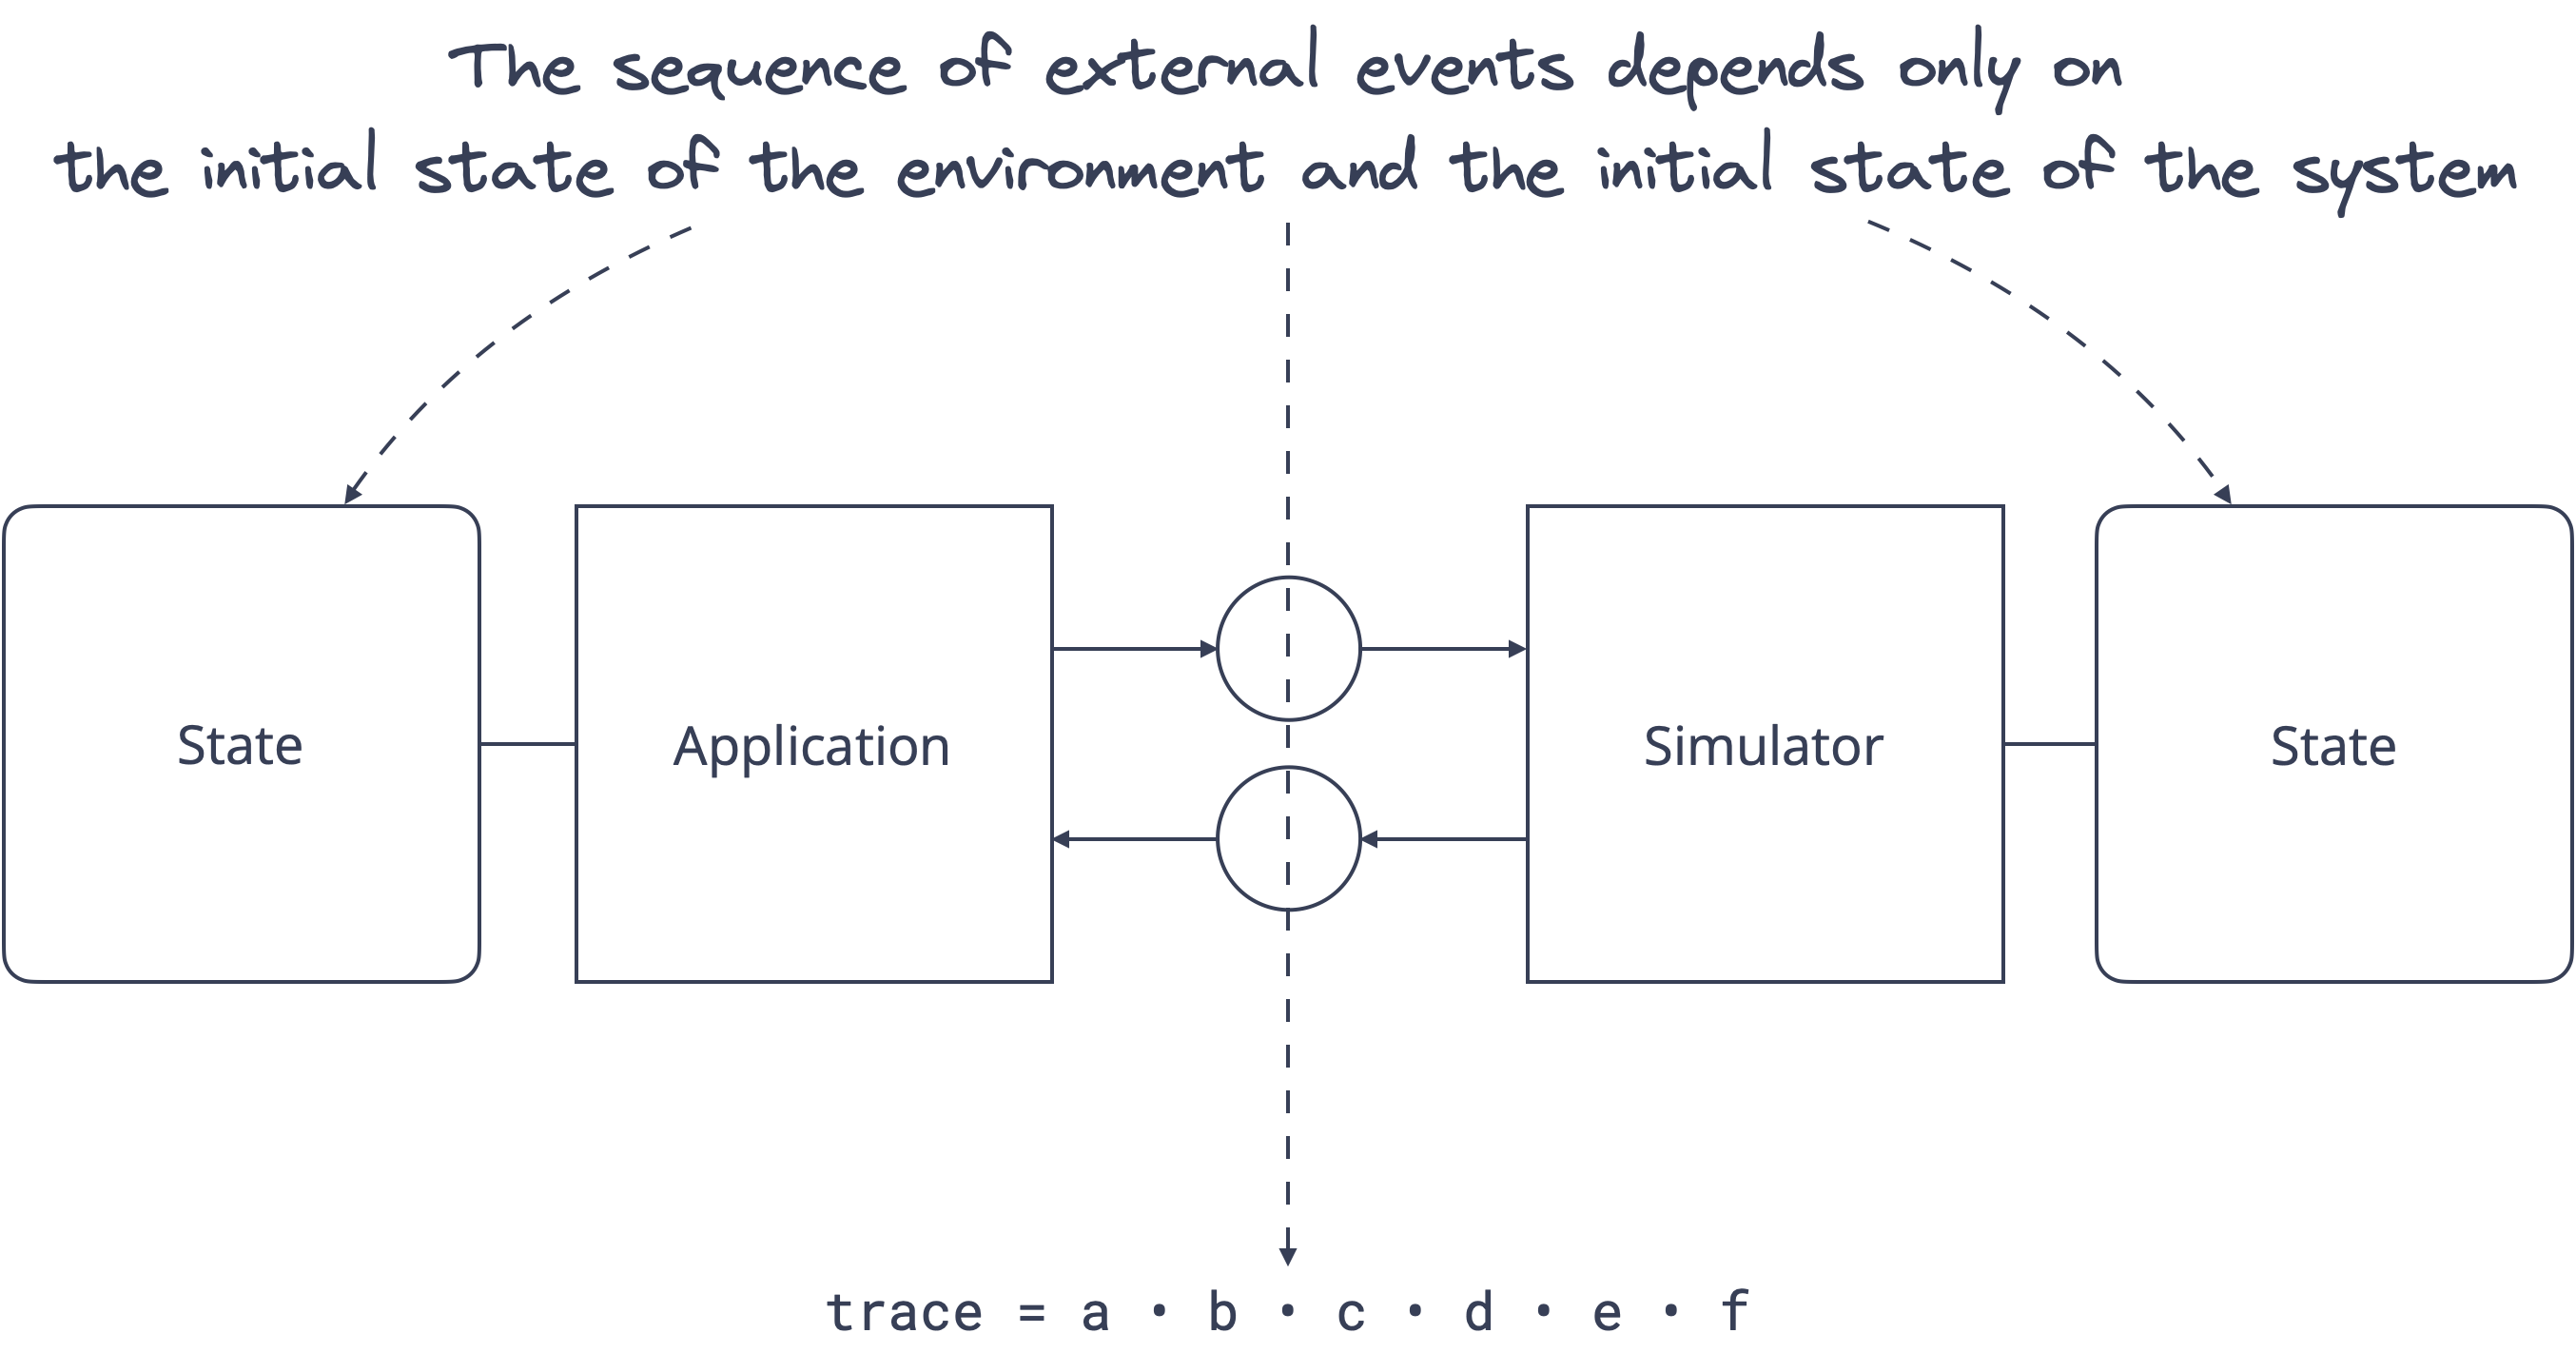 The sequence of external events depends only on
the initial state of the environment and the initial state of the system
State
Application
Simulator
State
trace = a · b · c · d · e · f